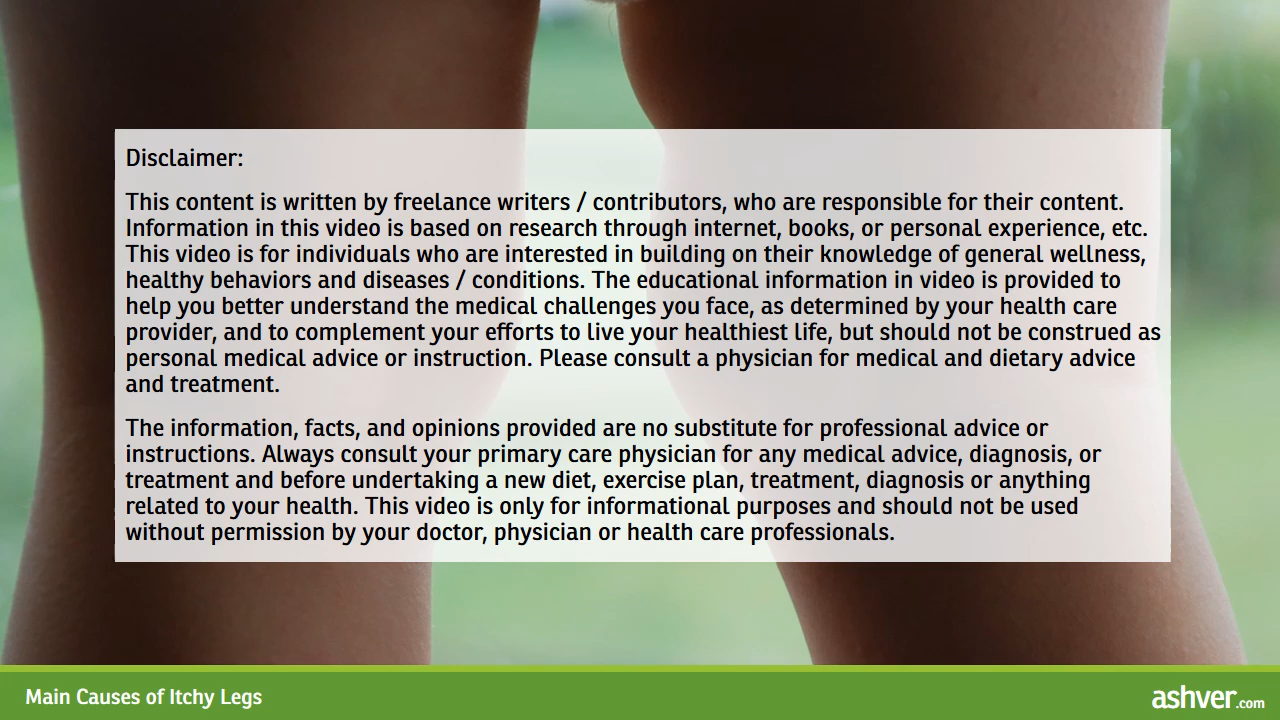 Disclaimer:
This content is written by freelance writers / contributors, who are responsible for their content.
Information in this video is based on research through internet, books, or personal experience, etc.
This video is for individuals who are interested in building on their knowledge of general wellness,
healthy behaviors and diseases / conditions. The educational information in video is provided to
help you better understand the medical challenges you face, as determined by your health care
provider, and to complement your efforts to live your healthiest life, but should not be construed as
personal medical advice or instruction. Please consult a physician for medical and dietary advice
and treatment.
The information, facts, and opinions provided are no substitute for professional advice or
instructions. Always consult your primary care physician for any medical advice, diagnosis, or
treatment and before undertaking a new diet, exercise plan, treatment, diagnosis or anything
related to your health. This video is only for informational purposes and should not be used
without permission by your doctor, physician or health care professionals.
Main Causes of Itchy Legs
ashver.com